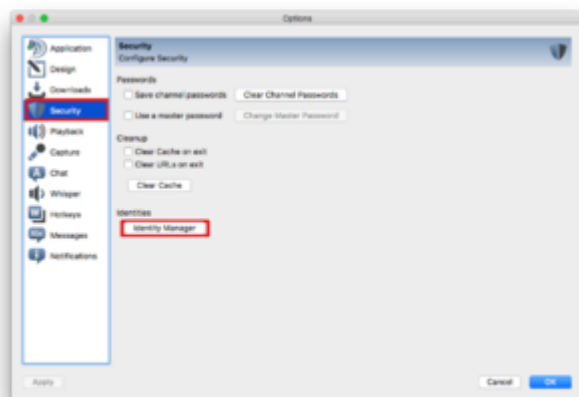 Options
Application
Design
Downloads
Security
Playback
Capture
Chat
Whisper
Hotkeys
Messages
Notifications
Security
Configure Security
Passwords
Save channel passwords Clear Channel Passwords
Use a master password Change Master Password
Cleanup
Clear Cache on exit
Clear URLs on exit
Clear Cache
Identities
Identity Manager
Apply Cancel OK